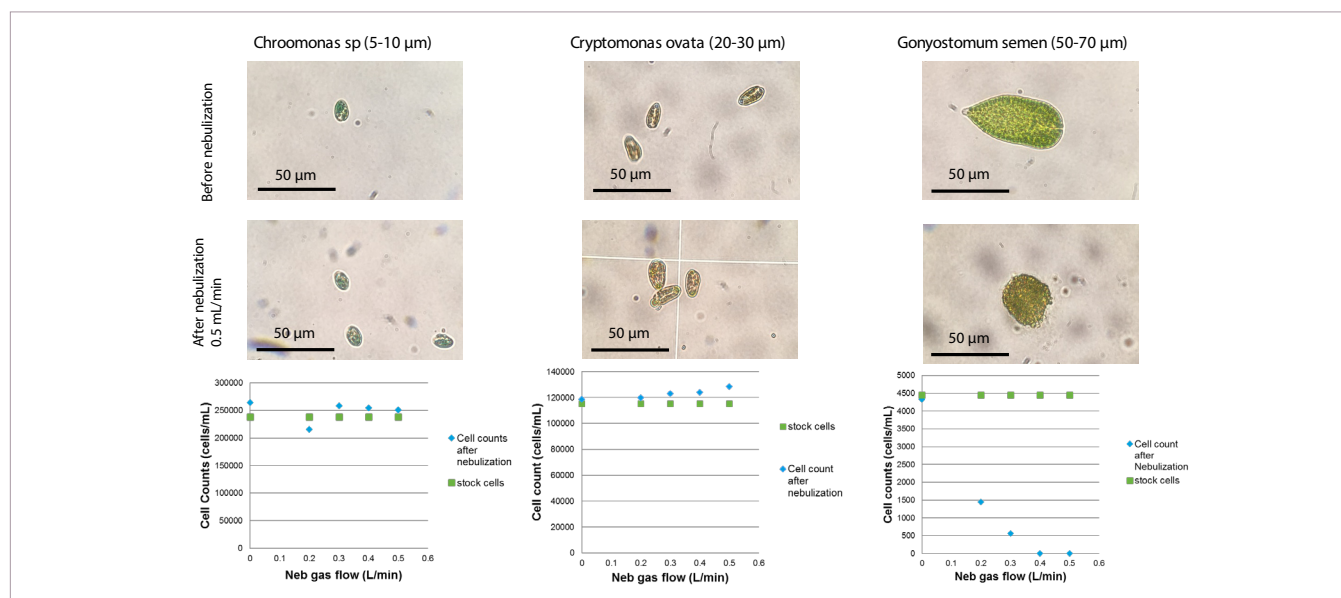 Chroomonas sp (5-10 µm)
Cryptomonas ovata (20-30 µm)
Gonyostomum semen (50-70 µm)
Before nebulization
50 µm
50 µm
50 µm
After nebulization
0.5 mL/min
50 µm
50 µm
50 µm
Cell Counts (cells/mL)
300000
250000
200000
150000
100000
50000
0
0
0.1
0.2
0.3
0.4
0.5
0.6
Neb gas flow (L/min)
Cell counts
after
nebulization
stock cells
Cell count (cells/mL)
140000
120000
100000
80000
60000
40000
20000
0
0
0.1
0.2
0.3
0.4
0.5
0.6
Neb gas flow (L/min)
stock cells
Cell count
after
nebulization
Cell counts (cells/mL)
5000
4500
4000
3500
3000
2500
2000
1500
1000
500
0
0
0.1
0.2
0.3
0.4
0.5
0.6
Neb gas flow (L/min)
Cell count
after
Nebulization
stock cells